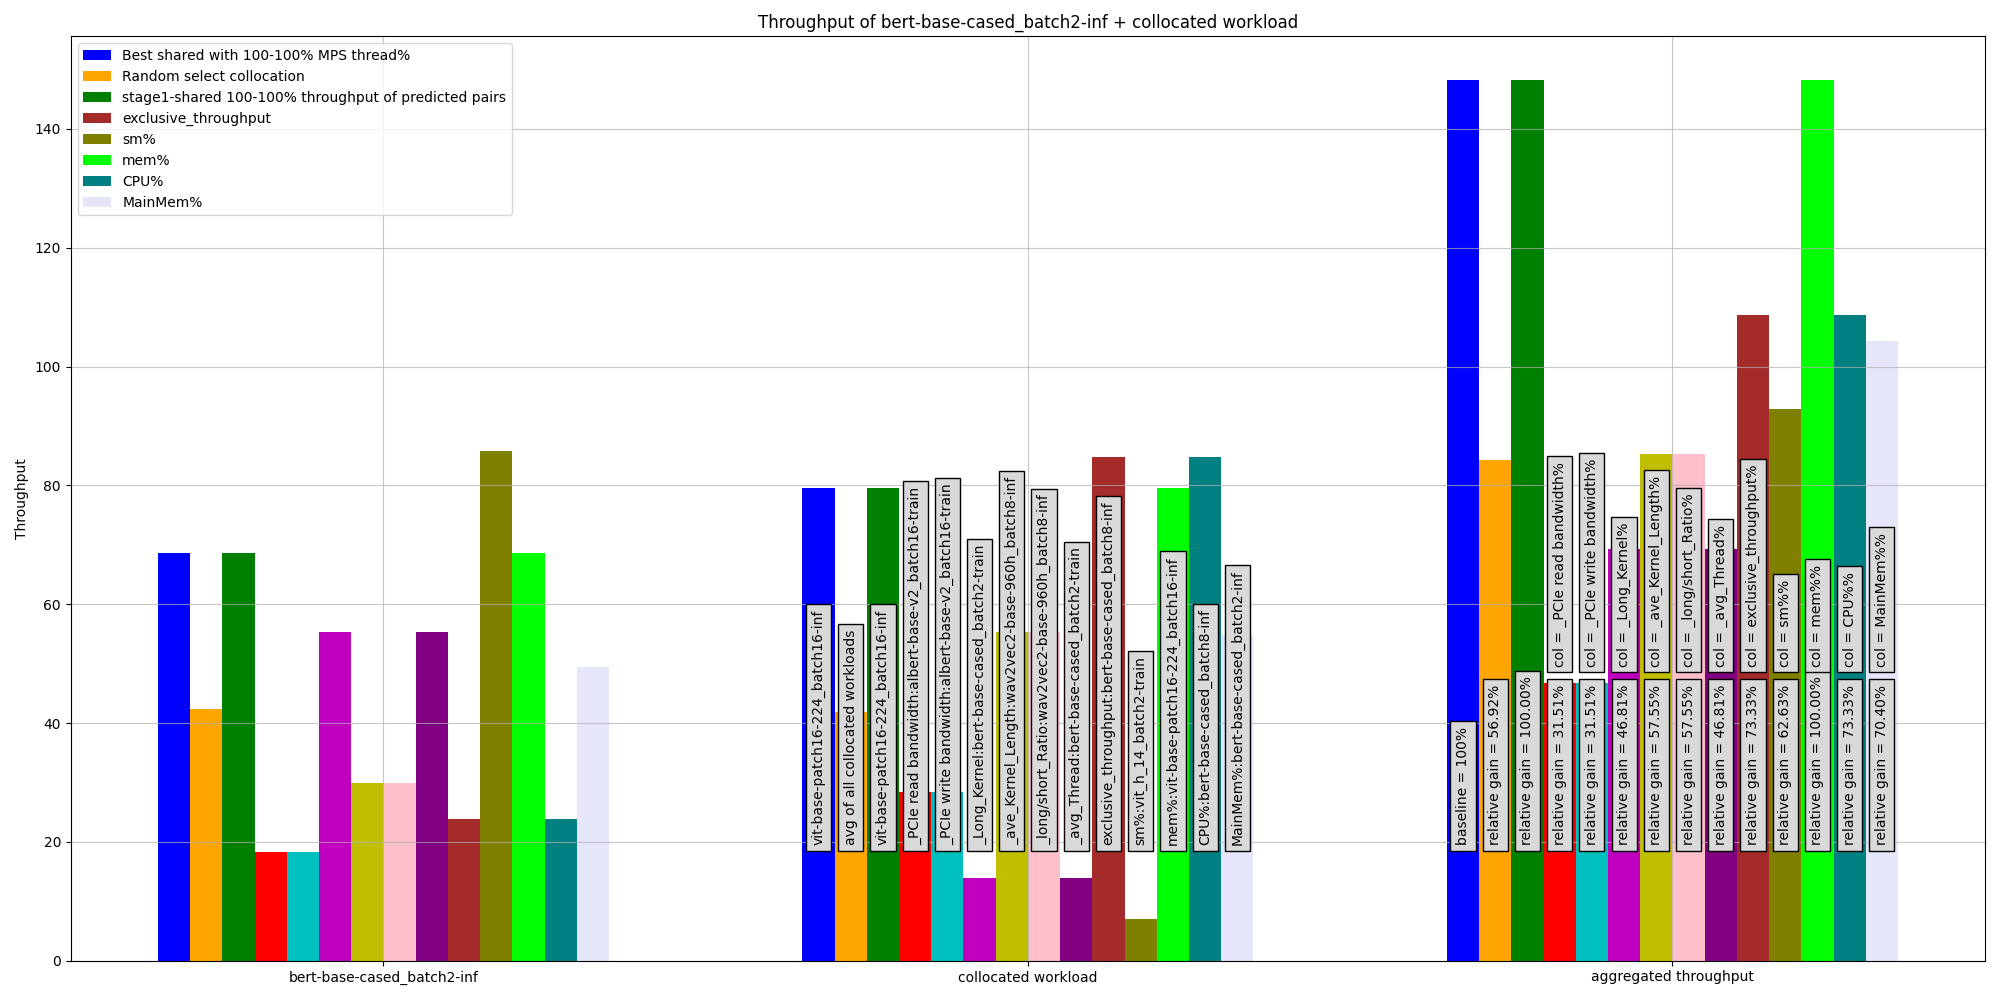 Throughput of bert-base-cased_batch2-inf + collocated workload
Best shared with 100-100% MPS thread%
Random select collocation
stage1-shared 100-100% throughput of predicted pairs
exclusive_throughput
sm%
mem%
CPU%
MainMem%
Throughput
0
20
40
60
80
100
120
140
vit-base-patch16-224_batch16-inf
avg of all collocated workloads
vit-base-patch16-224_batch16-inf
_PCIe read bandwidth:albert-base-v2_batch16-train
_PCIe write bandwidth:albert-base-v2_batch16-train
_Long_Kernel:bert-base-cased_batch2-train
_ave_Kernel_Length:wav2vec2-base-960h_batch8-inf
_long/short_Ratio:wav2vec2-base-960h_batch8-inf
_avg_Thread:bert-base-cased_batch2-train
exclusive_throughput:bert-base-cased_batch8-inf
sm%:vit_h_14_batch2-train
mem%:vit-base-patch16-224_batch16-inf
CPU%:bert-base-cased_batch8-inf
MainMem%:bert-base-cased_batch2-inf
baseline = 100%
relative gain = 56.92%
relative gain = 100.00%
relative gain = 31.51%
col = _PCIe read bandwidth%
relative gain = 31.51%
col = _PCIe write bandwidth%
relative gain = 46.81%
col = _Long_Kernel%
relative gain = 57.55%
col = _ave_Kernel_Length%
relative gain = 57.55%
col = _long/short_Ratio%
relative gain = 46.81%
col = _avg_Thread%
relative gain = 73.33%
col = exclusive_throughput%
relative gain = 62.63%
col = sm%%
relative gain = 100.00%
col = mem%%
relative gain = 73.33%
col = CPU%%
relative gain = 70.40%
col = MainMem%%
bert-base-cased_batch2-inf
collocated workload
aggregated throughput